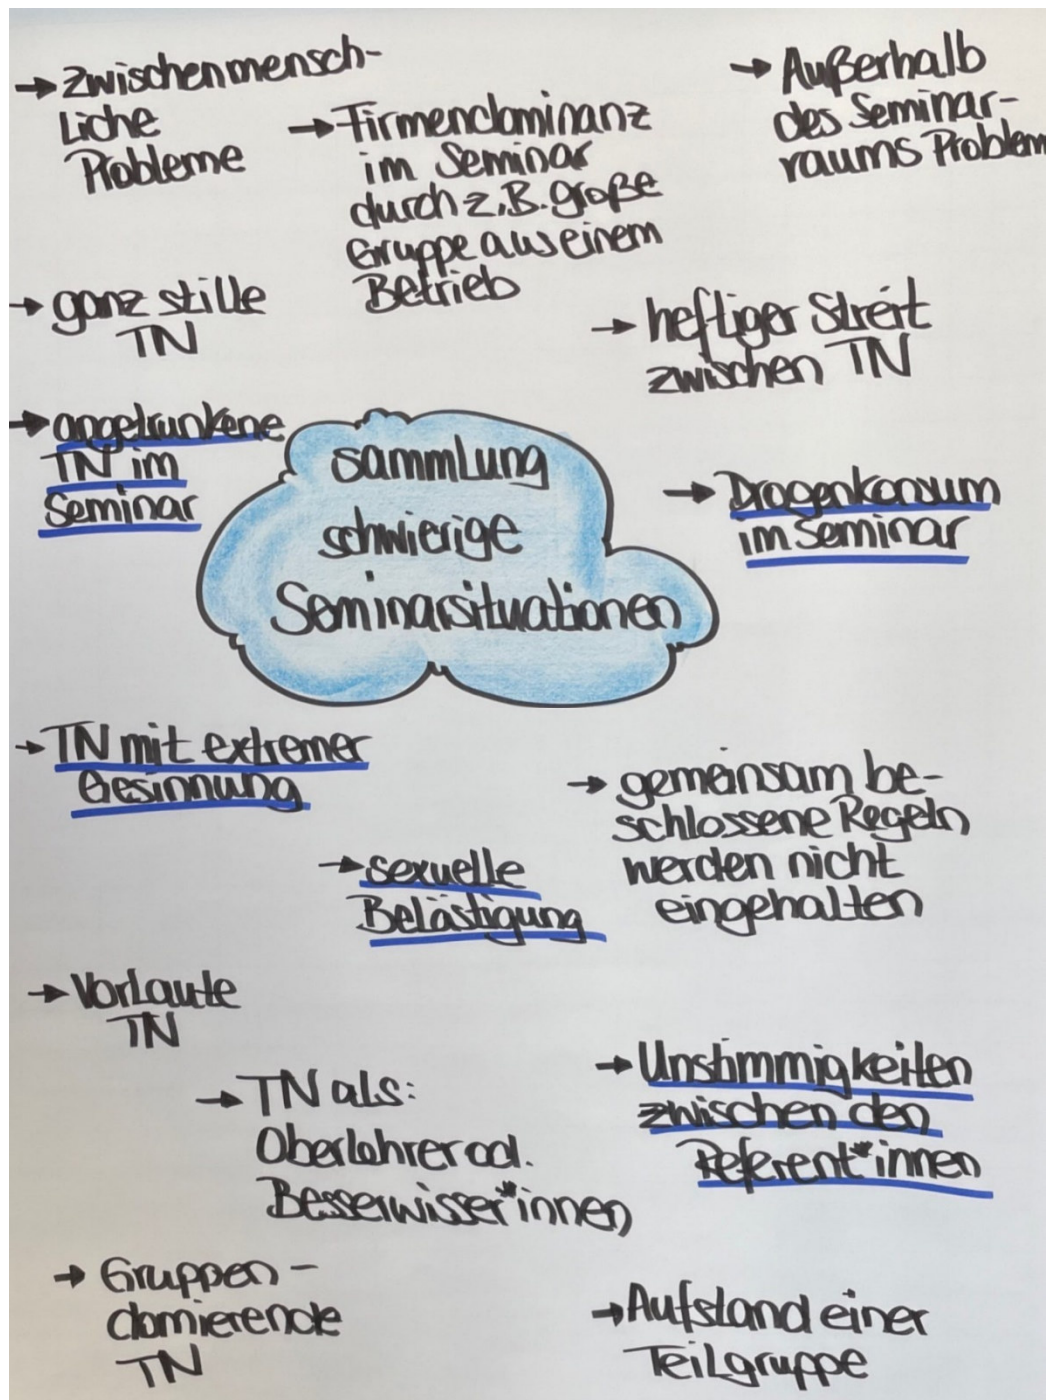 → zwischenmensch-
liche
Probleme
→ Firmendominanz
im Seminar
durch z.B. große
Gruppe aus einem
Betrieb
→ Außerhalb
des Seminar-
raums Problem
→ ganz stille
TN
→ heftiger Streit
zwischen TN
→ angetrunkene
TN im
Seminar
Sammlung
schwierige
Seminarsituationen
→ Drogenkonsum
im Seminar
→ TN mit extremer
Gesinnung
→ gemeinsam be-
schlossene Regeln
werden nicht
eingehalten
→ sexuelle
Belästigung
→ Vorlaute
TN
→ TN als:
Oberlehrer od.
Besserwisser*innen
→ Unstimmigkeiten
zwischen den
Referent*innen
→ Gruppen-
domierende
TN
→ Aufstand einer
Teilgruppe